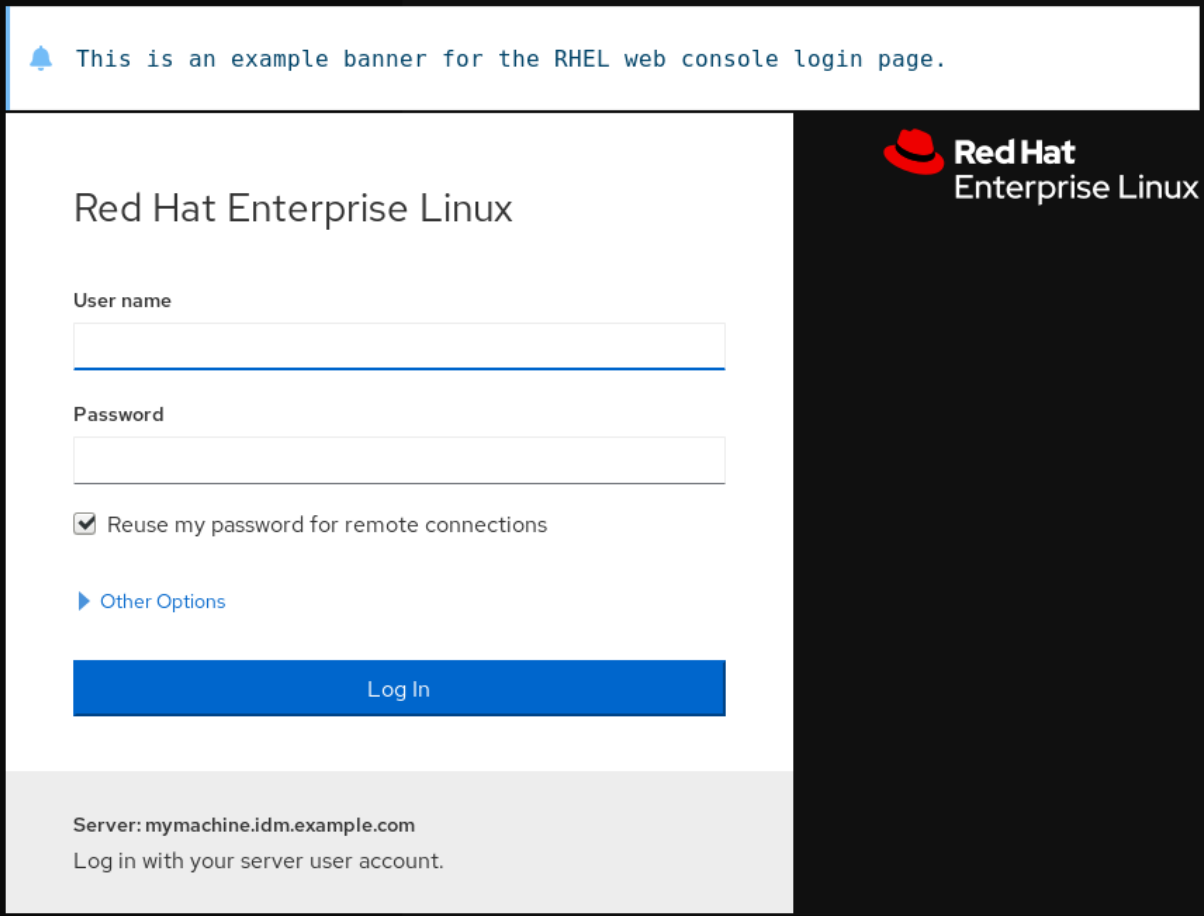 This is an example banner for the RHEL web console login page.
Red Hat
Enterprise Linux
Red Hat Enterprise Linux
User name
Password
Reuse my password for remote connections
Other Options
Log In
Server: mymachine.idm.example.com
Log in with your server user account.